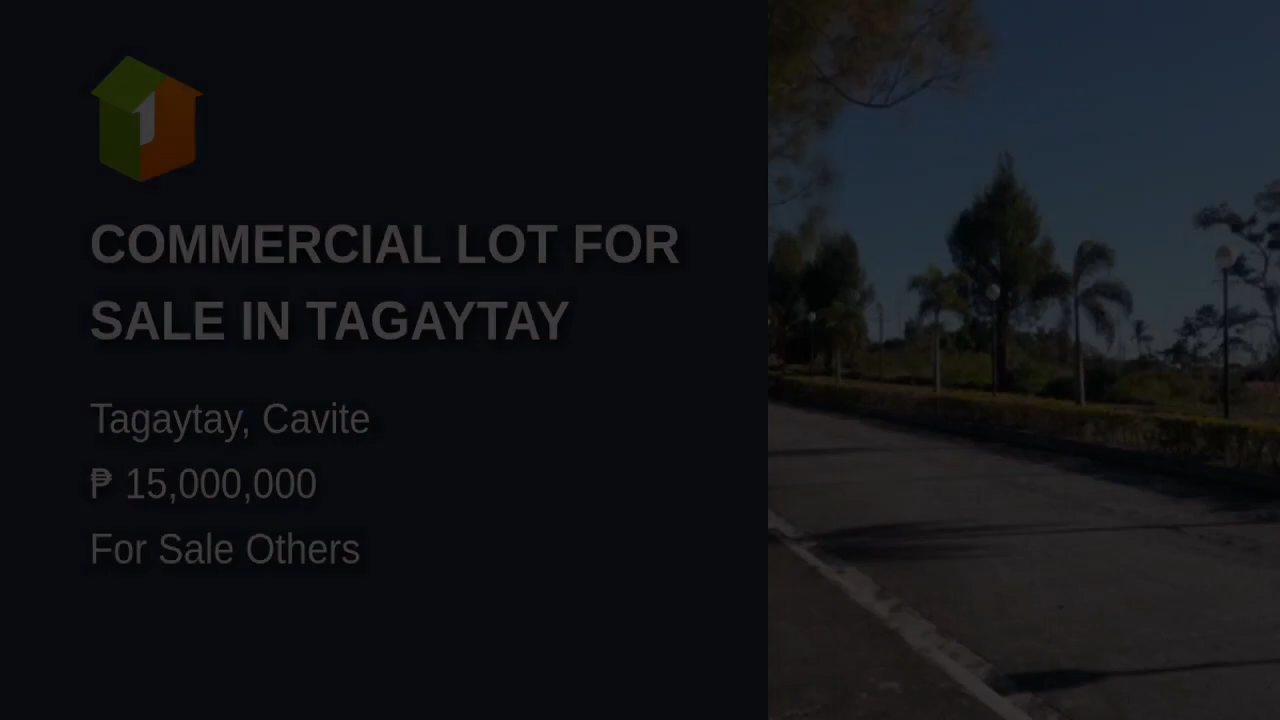 COMMERCIAL LOT FOR
SALE IN TAGAYTAY
Tagaytay, Cavite
₱ 15,000,000
For Sale Others